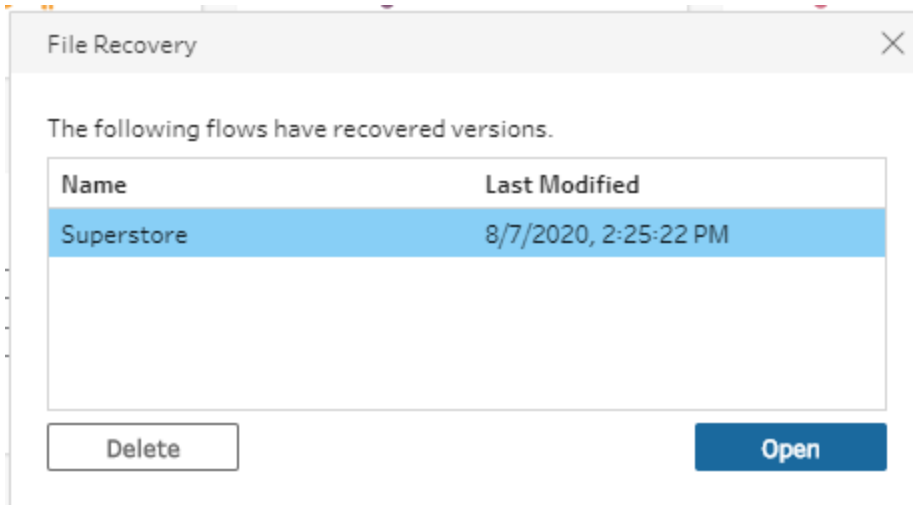 File Recovery
The following flows have recovered versions.
Name Last Modified
Superstore 8/7/2020, 2:25:22 PM
Delete Open